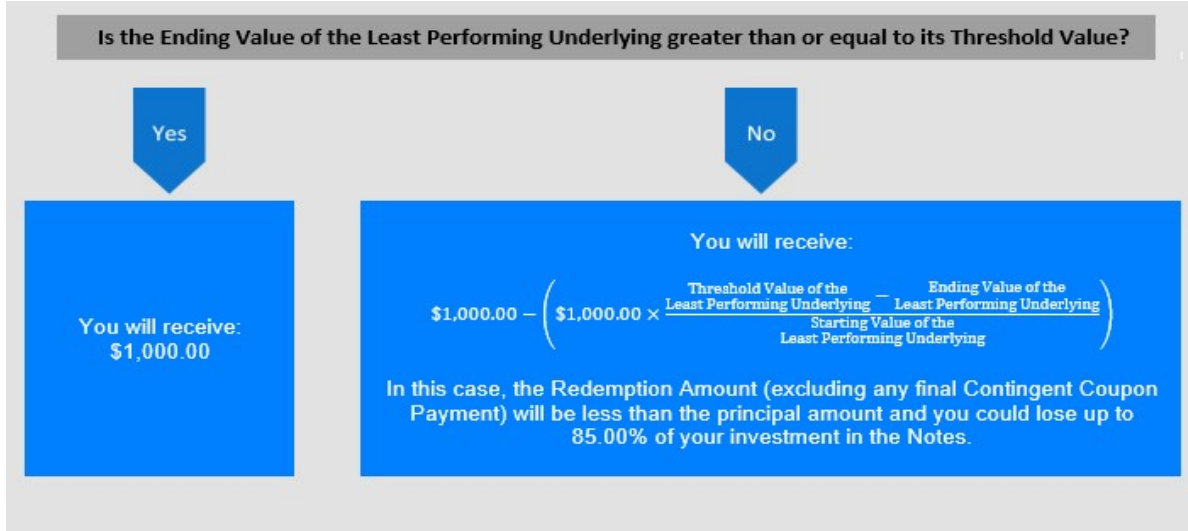 Is the Ending Value of the Least Performing Underlying greater than or equal to its Threshold Value?
Yes
No
You will receive:
$1,000.00
You will receive:
$1,000.00 − ( $1,000.00 × (Threshold Value of the Least Performing Underlying − Ending Value of the Least Performing Underlying) / Starting Value of the Least Performing Underlying )
In this case, the Redemption Amount (excluding any final Contingent Coupon
Payment) will be less than the principal amount and you could lose up to
85.00% of your investment in the Notes.